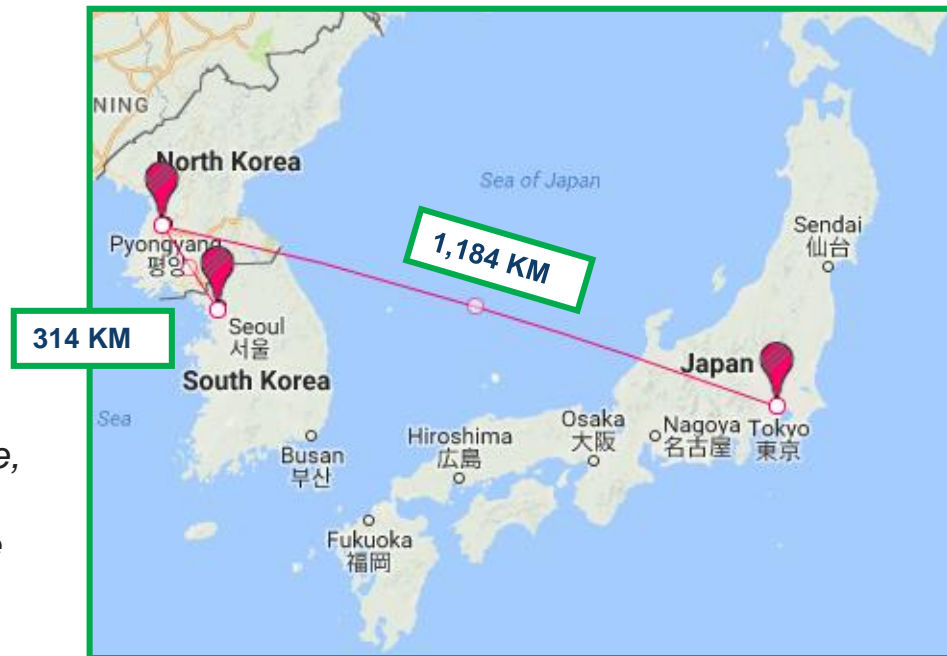 NING
North Korea
Sea of Japan
Pyongyang
평양
1,184 KM
Sendai
仙台
314 KM
Seoul
서울
South Korea
Japan
Sea
Busan
부산
Hiroshima
広島
Osaka
大阪
Nagoya
名古屋
Tokyo
東京
e,
e
Fukuoka
福岡